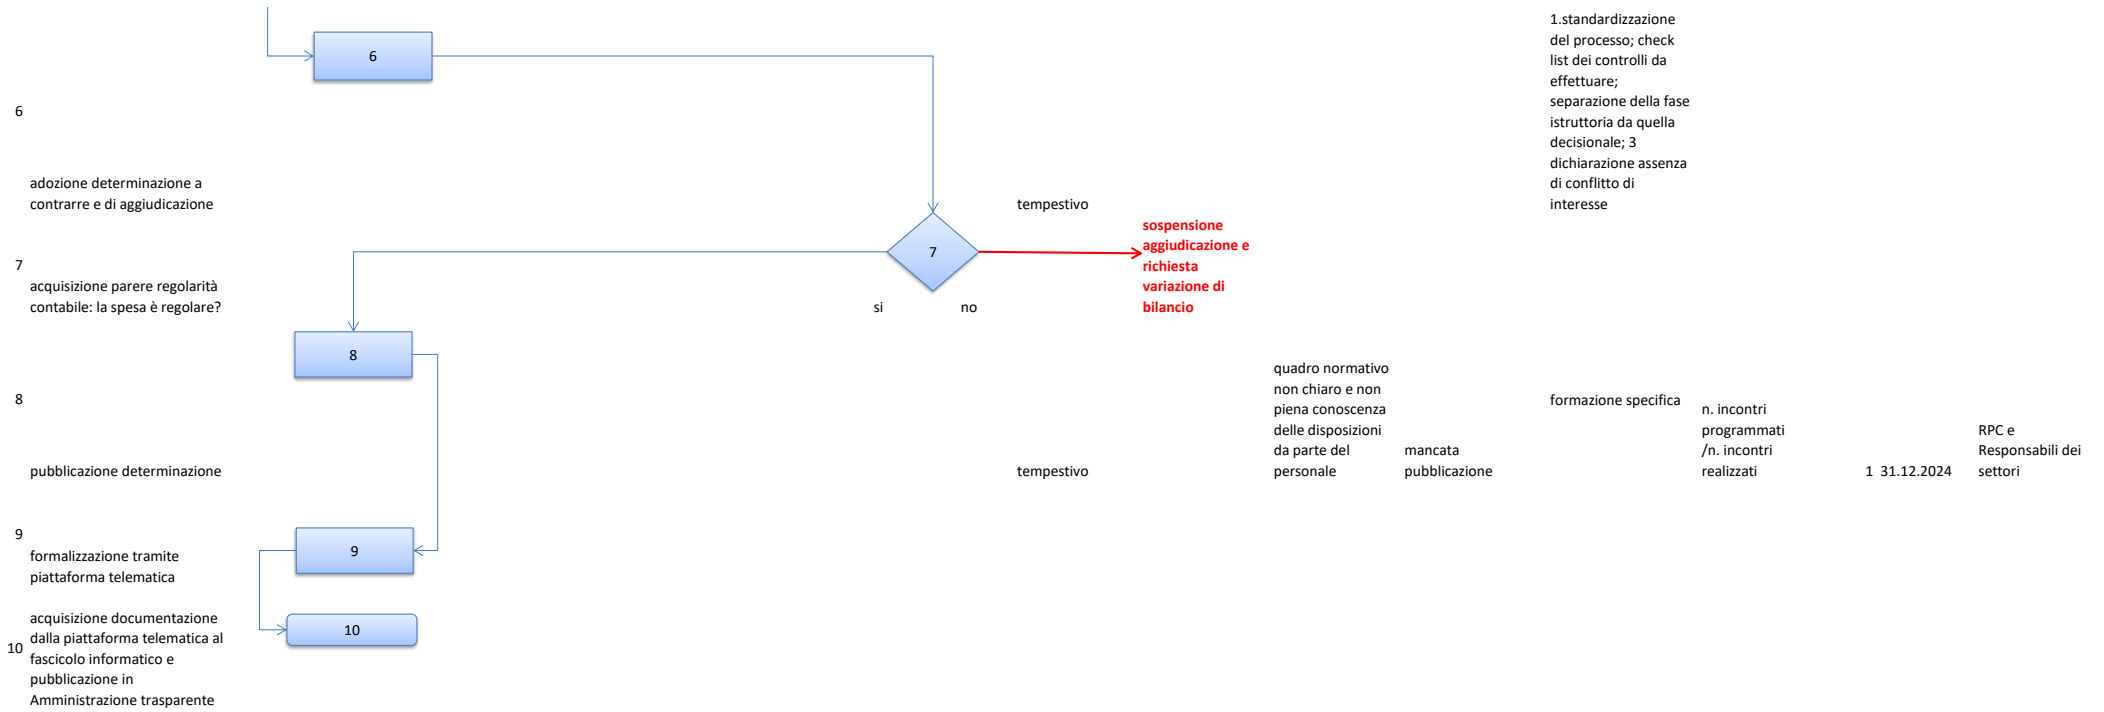 1.standardizzazione
del processo; check
list dei controlli da
effettuare;
separazione della fase
istruttoria da quella
decisionale; 3
dichiarazione assenza
di conflitto di
interesse
6
6
adozione determinazione a
contrarre e di aggiudicazione
tempestivo
7
sospensione
aggiudicazione e
richiesta
variazione di
bilancio
7
acquisizione parere regolarità
contabile: la spesa è regolare?
si
no
8
8
pubblicazione determinazione
tempestivo
quadro normativo
non chiaro e non
piena conoscenza
delle disposizioni
da parte del
personale
mancata
pubblicazione
formazione specifica
n. incontri
programmati
/n. incontri
realizzati
1 31.12.2024
RPC e
Responsabili dei
settori
9
9
formalizzazione tramite
piattaforma telematica
10
10
acquisizione documentazione
dalla piattaforma telematica al
fascicolo informatico e
pubblicazione in
Amministrazione trasparente